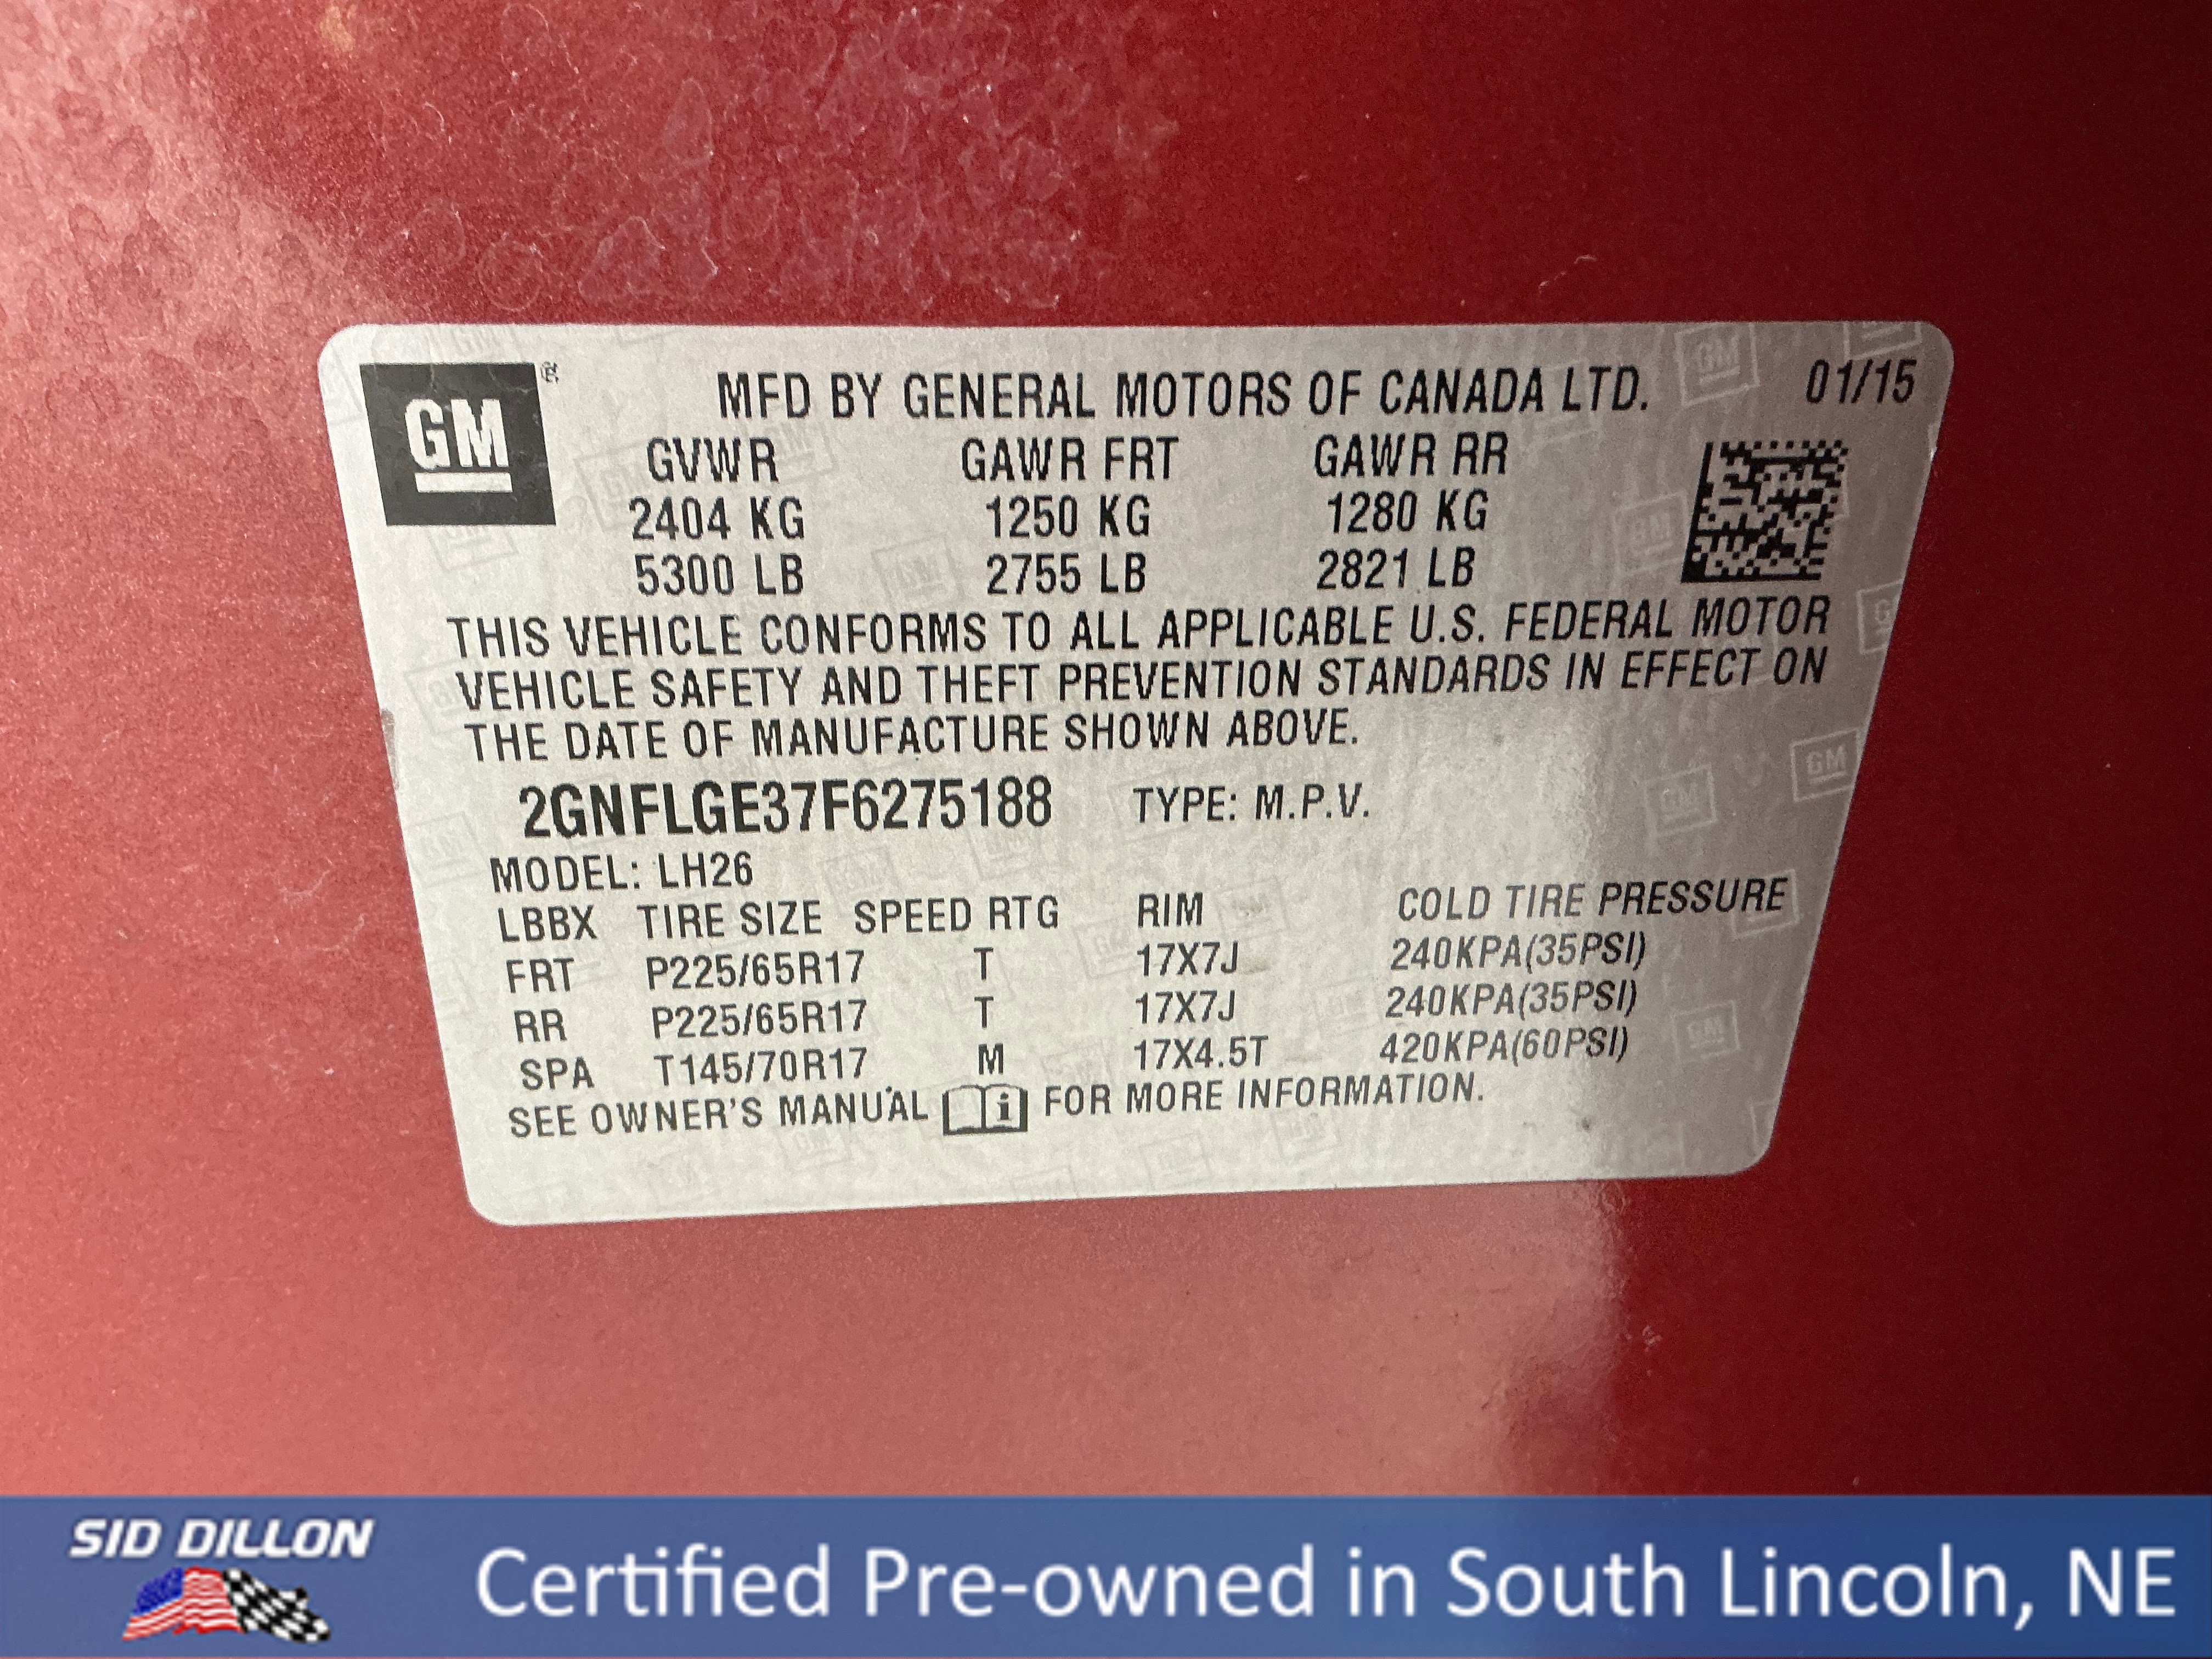 GM ®
MFD BY GENERAL MOTORS OF CANADA LTD. 01/15
GVWR GAWR FRT GAWR RR
2404 KG 1250 KG 1280 KG
5300 LB 2755 LB 2821 LB
THIS VEHICLE CONFORMS TO ALL APPLICABLE U.S. FEDERAL MOTOR
VEHICLE SAFETY AND THEFT PREVENTION STANDARDS IN EFFECT ON
THE DATE OF MANUFACTURE SHOWN ABOVE.
2GNFLGE37F6275188 TYPE: M.P.V.
MODEL: LH26
LBBX TIRE SIZE SPEED RTG RIM COLD TIRE PRESSURE
FRT P225/65R17 T 17X7J 240KPA(35PSI)
RR P225/65R17 T 17X7J 240KPA(35PSI)
SPA T145/70R17 M 17X4.5T 420KPA(60PSI)
SEE OWNER'S MANUAL i FOR MORE INFORMATION.
SID DILLON
Certified Pre-owned in South Lincoln, NE